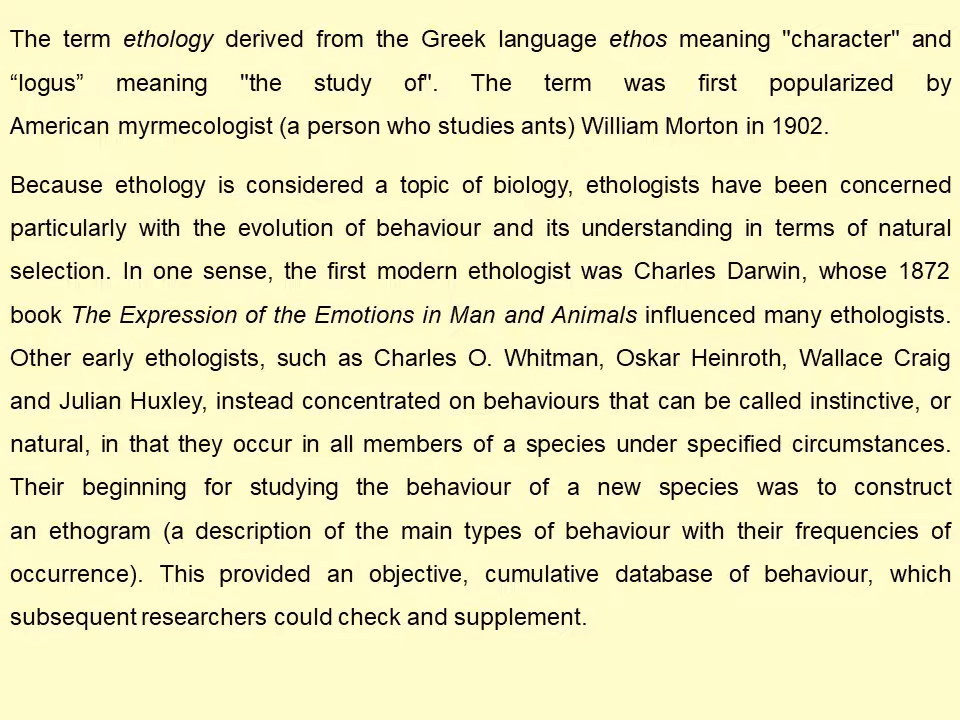 The term ethology derived from the Greek language ethos meaning "character" and
“logus” meaning "the study of". The term was first popularized by
American myrmecologist (a person who studies ants) William Morton in 1902.
Because ethology is considered a topic of biology, ethologists have been concerned
particularly with the evolution of behaviour and its understanding in terms of natural
selection. In one sense, the first modern ethologist was Charles Darwin, whose 1872
book The Expression of the Emotions in Man and Animals influenced many ethologists.
Other early ethologists, such as Charles O. Whitman, Oskar Heinroth, Wallace Craig
and Julian Huxley, instead concentrated on behaviours that can be called instinctive, or
natural, in that they occur in all members of a species under specified circumstances.
Their beginning for studying the behaviour of a new species was to construct
an ethogram (a description of the main types of behaviour with their frequencies of
occurrence). This provided an objective, cumulative database of behaviour, which
subsequent researchers could check and supplement.